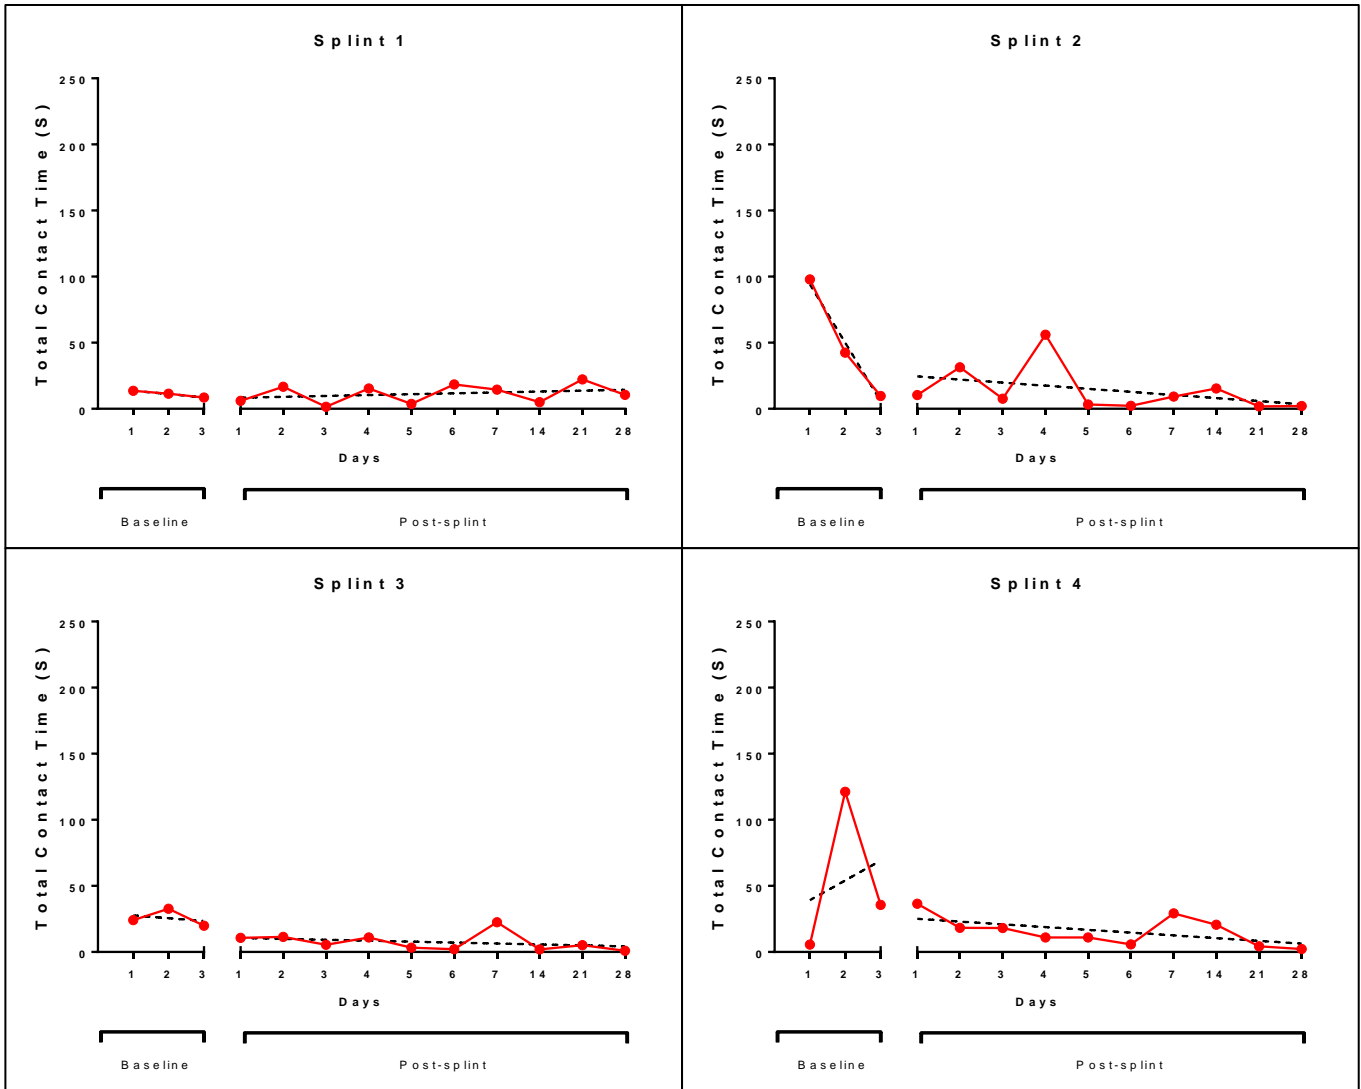 Splint 1
Total Contact Time (S)
250
200
150
100
50
0
1 2 3 1 2 3 4 5 6 7 14 21 28
Days
Baseline Post-splint
Splint 2
Total Contact Time (S)
250
200
150
100
50
0
1 2 3 1 2 3 4 5 6 7 14 21 28
Days
Baseline Post-splint
Splint 3
Total Contact Time (S)
250
200
150
100
50
0
1 2 3 1 2 3 4 5 6 7 14 21 28
Days
Baseline Post-splint
Splint 4
Total Contact Time (S)
250
200
150
100
50
0
1 2 3 1 2 3 4 5 6 7 14 21 28
Days
Baseline Post-splint